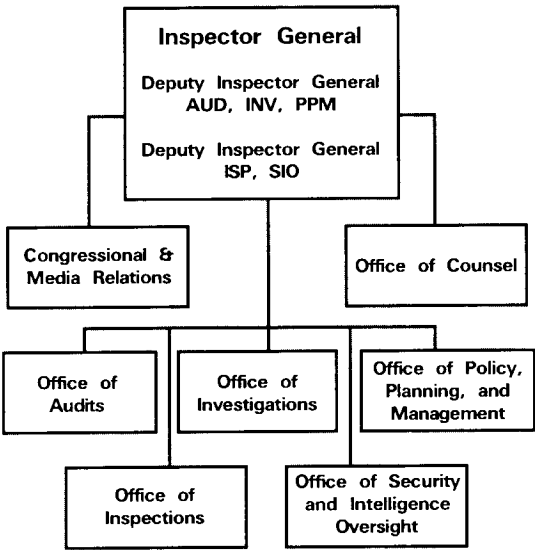 Inspector General
Deputy Inspector General
AUD, INV, PPM
Deputy Inspector General
ISP, SIO
Congressional &
Media Relations
Office of Counsel
Office of
Audits
Office of
Investigations
Office of Policy,
Planning, and
Management
Office of
Inspections
Office of Security
and Intelligence
Oversight